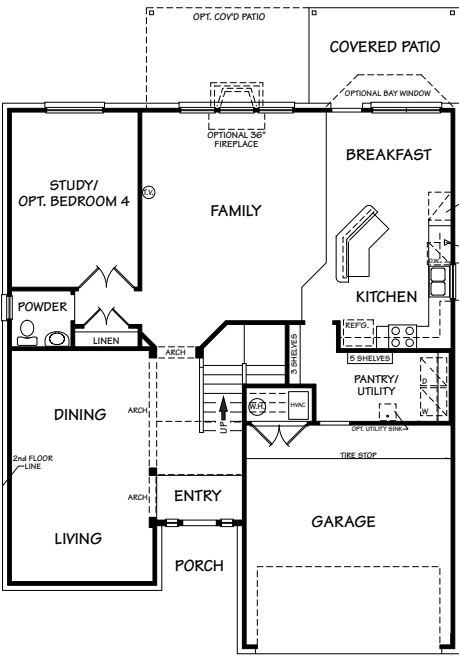 OPT. COV'D PATIO
COVERED PATIO
OPTIONAL BAY WINDOW
OPTIONAL 36"
FIREPLACE
BREAKFAST
STUDY/
OPT. BEDROOM 4
T.V.
FAMILY
D.W.
KITCHEN
POWDER
REF'G.
LINEN
ARCH
3 SHELVES
5 SHELVES
PANTRY/
UTILITY
D
W
DINING
ARCH
UP
W.H.
HVAC
OPT. UTILITY SINK
2nd FLOOR
LINE
TIRE STOP
ARCH
ENTRY
GARAGE
LIVING
PORCH